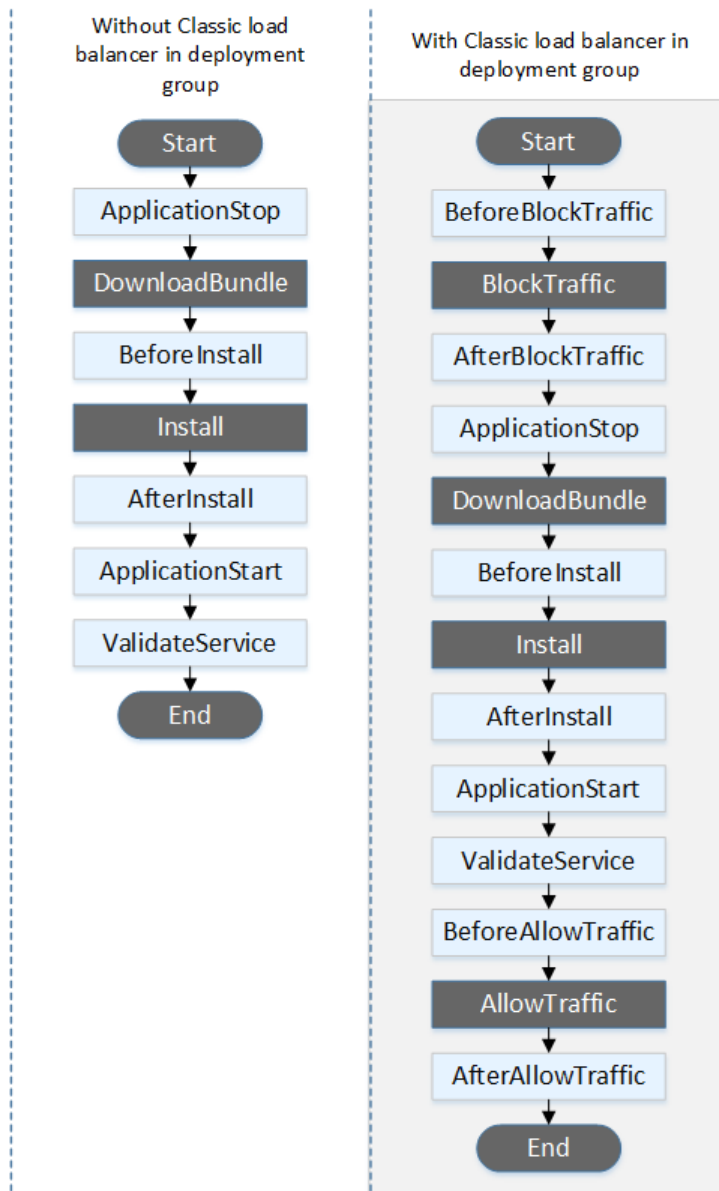 Without Classic load
balancer in deployment
group
Start
ApplicationStop
DownloadBundle
BeforeInstall
Install
AfterInstall
ApplicationStart
ValidateService
End
With Classic load balancer in
deployment group
Start
BeforeBlockTraffic
BlockTraffic
AfterBlockTraffic
ApplicationStop
DownloadBundle
BeforeInstall
Install
AfterInstall
ApplicationStart
ValidateService
BeforeAllowTraffic
AllowTraffic
AfterAllowTraffic
End